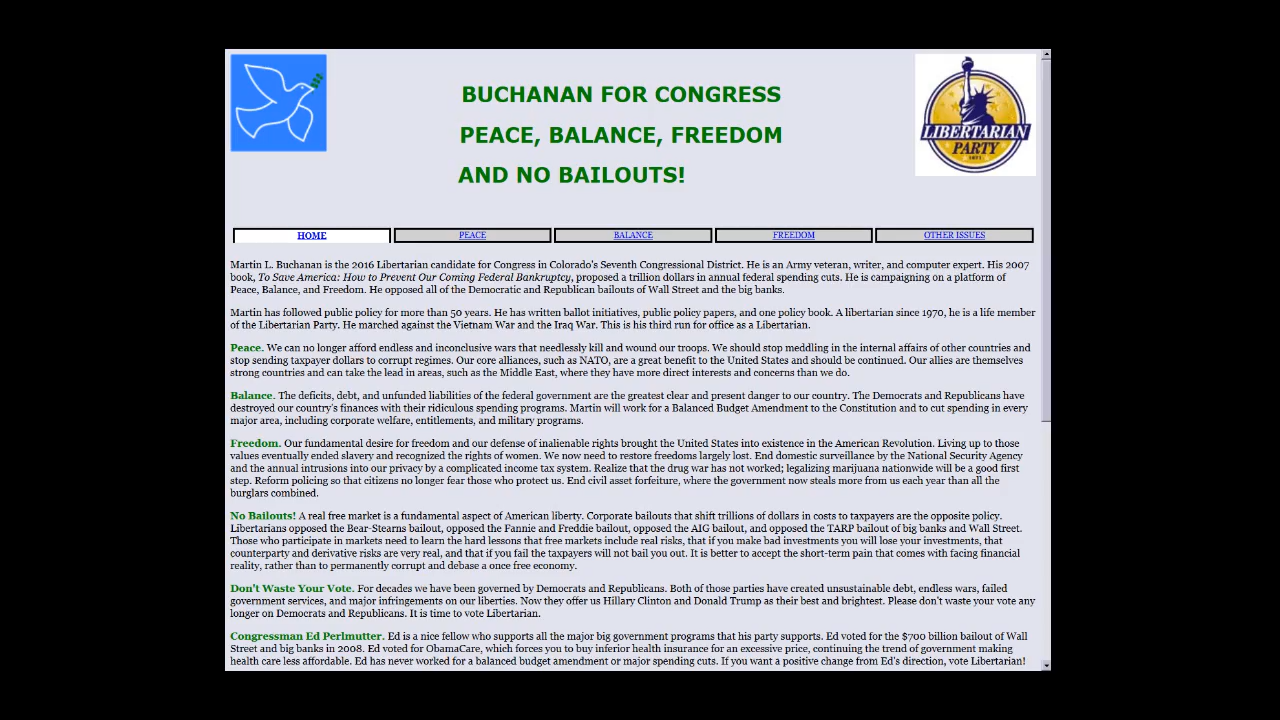 BUCHANAN FOR CONGRESS
PEACE, BALANCE, FREEDOM
AND NO BAILOUTS!
LIBERTARIAN
PARTY
1971
HOME
PEACE
BALANCE
FREEDOM
OTHER ISSUES
Martin L. Buchanan is the 2016 Libertarian candidate for Congress in Colorado's Seventh Congressional District. He is an Army veteran, writer, and computer expert. His 2007
book, To Save America: How to Prevent Our Coming Federal Bankruptcy, proposed a trillion dollars in annual federal spending cuts. He is campaigning on a platform of
Peace, Balance, and Freedom. He opposed all of the Democratic and Republican bailouts of Wall Street and the big banks.
Martin has followed public policy for more than 50 years. He has written ballot initiatives, public policy papers, and one policy book. A libertarian since 1970, he is a life member
of the Libertarian Party. He marched against the Vietnam War and the Iraq War. This is his third run for office as a Libertarian.
Peace. We can no longer afford endless and inconclusive wars that needlessly kill and wound our troops. We should stop meddling in the internal affairs of other countries and
stop sending taxpayer dollars to corrupt regimes. Our core alliances, such as NATO, are a great benefit to the United States and should be continued. Our allies are themselves
strong countries and can take the lead in areas, such as the Middle East, where they have more direct interests and concerns than we do.
Balance. The deficits, debt, and unfunded liabilities of the federal government are the greatest clear and present danger to our country. The Democrats and Republicans have
destroyed our country's finances with their ridiculous spending programs. Martin will work for a Balanced Budget Amendment to the Constitution and to cut spending in every
major area, including corporate welfare, entitlements, and military programs.
Freedom. Our fundamental desire for freedom and our defense of inalienable rights brought the United States into existence in the American Revolution. Living up to those
values eventually ended slavery and recognized the rights of women. We now need to restore freedoms largely lost. End domestic surveillance by the National Security Agency
and the annual intrusions into our privacy by a complicated income tax system. Realize that the drug war has not worked; legalizing marijuana nationwide will be a good first
step. Reform policing so that citizens no longer fear those who protect us. End civil asset forfeiture, where the government now steals more from us each year than all the
burglars combined.
No Bailouts! A real free market is a fundamental aspect of American liberty. Corporate bailouts that shift trillions of dollars in costs to taxpayers are the opposite policy.
Libertarians opposed the Bear-Stearns bailout, opposed the Fannie and Freddie bailout, opposed the AIG bailout, and opposed the TARP bailout of big banks and Wall Street.
Those who participate in markets need to learn the hard lessons that free markets include real risks, that if you make bad investments you will lose your investments, that
counterparty and derivative risks are very real, and that if you fail the taxpayers will not bail you out. It is better to accept the short-term pain that comes with facing financial
reality, rather than to permanently corrupt and debase a once free economy.
Don't Waste Your Vote. For decades we have been governed by Democrats and Republicans. Both of those parties have created unsustainable debt, endless wars, failed
government services, and major infringements on our liberties. Now they offer us Hillary Clinton and Donald Trump as their best and brightest. Please don't waste your vote any
longer on Democrats and Republicans. It is time to vote Libertarian.
Congressman Ed Perlmutter. Ed is a nice fellow who supports all the major big government programs that his party supports. Ed voted for the $700 billion bailout of Wall
Street and big banks in 2008. Ed voted for ObamaCare, which forces you to buy inferior health insurance for an excessive price, continuing the trend of government making
health care less affordable. Ed has never worked for a balanced budget amendment or major spending cuts. If you want a positive change from Ed's direction, vote Libertarian!